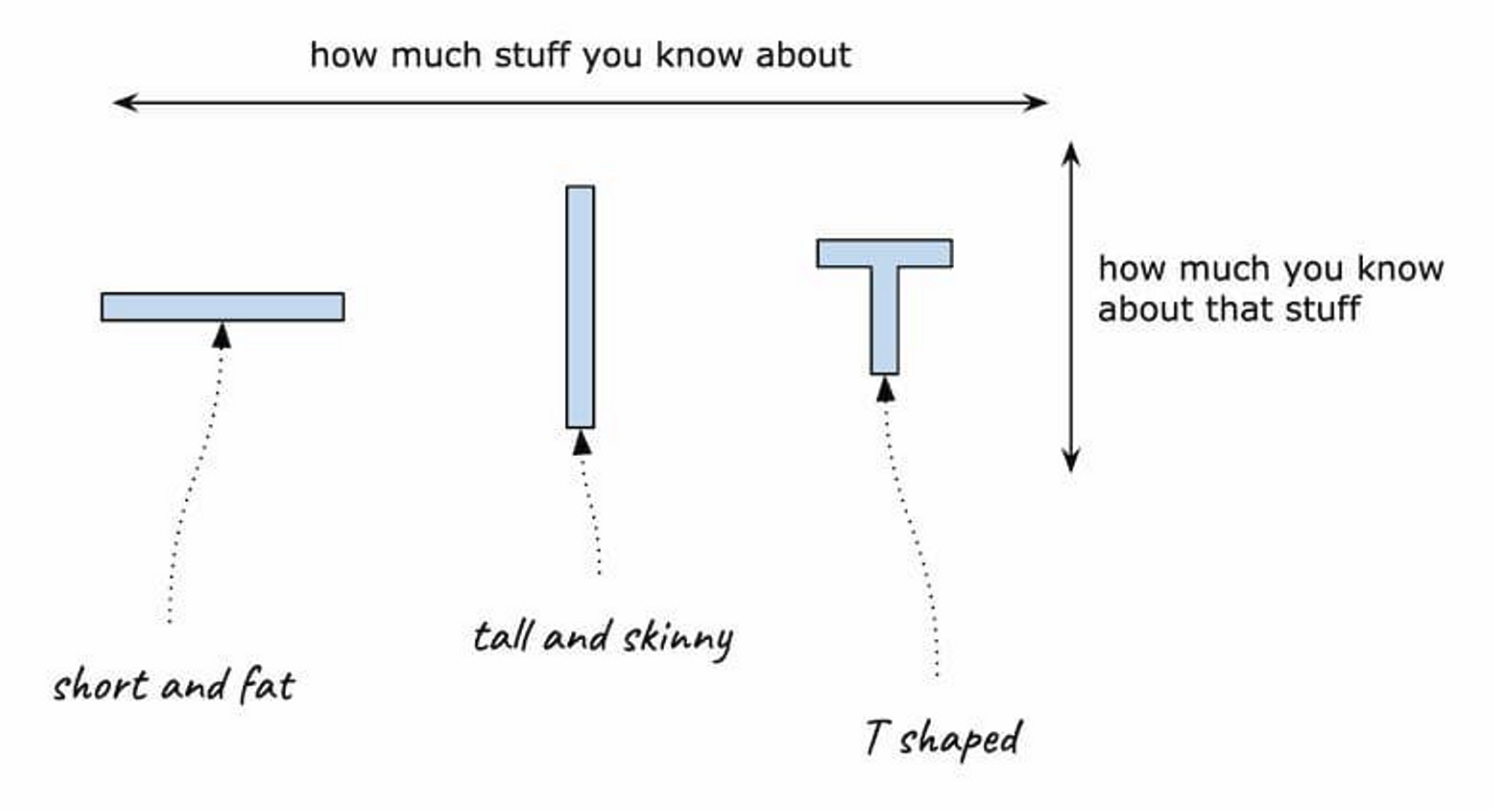 how much stuff you know about
how much you know
about that stuff
tall and skinny
short and fat
T shaped